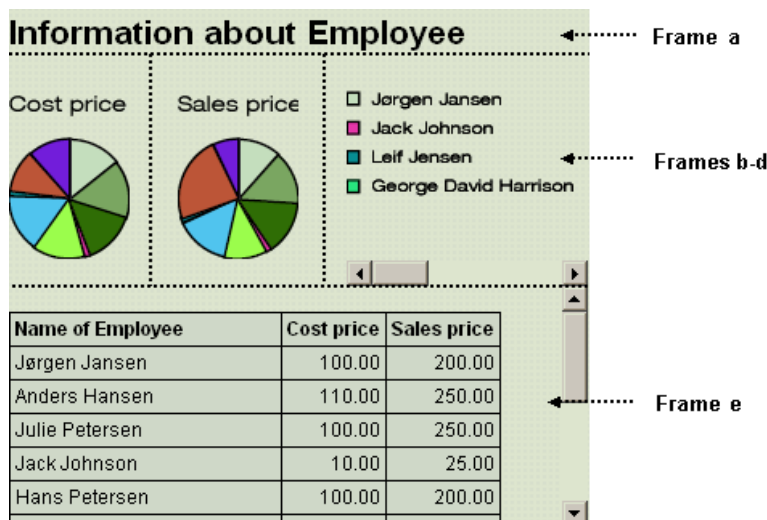 Information about Employee
Frame a
Cost price
Sales price
Jørgen Jansen
Jack Johnson
Leif Jensen
George David Harrison
Frames b-d
Name of Employee Cost price Sales price
Jørgen Jansen 100.00 200.00
Anders Hansen 110.00 250.00
Julie Petersen 100.00 250.00
Jack Johnson 10.00 25.00
Hans Petersen 100.00 200.00
Frame e